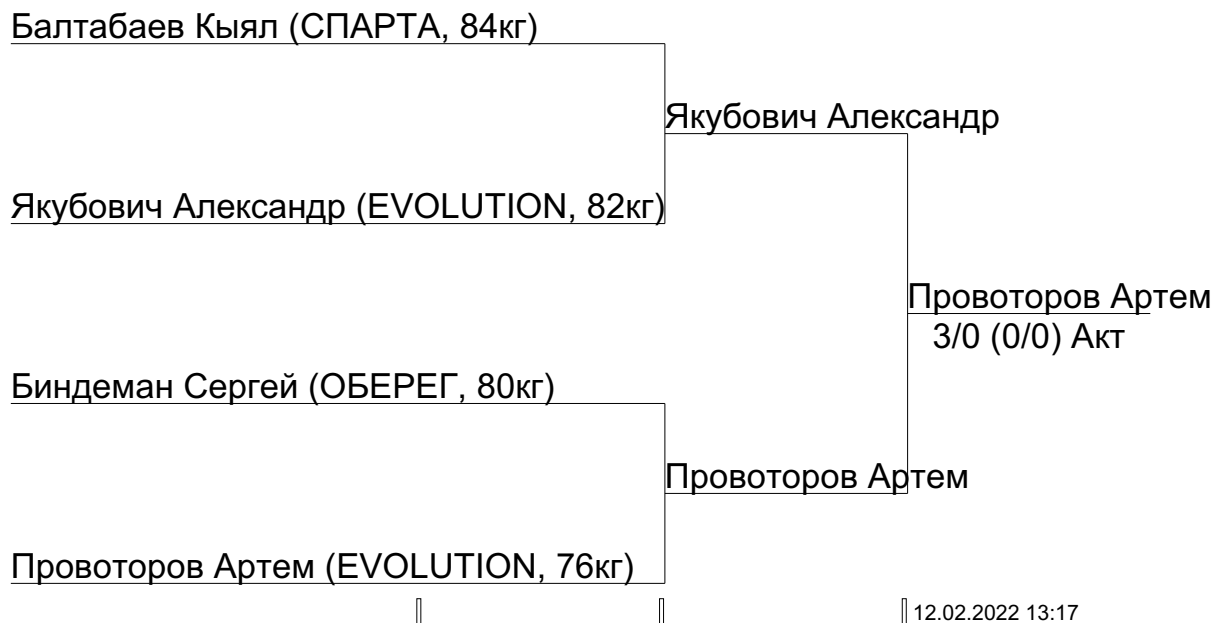 Балтабаев Кыял (СПАРТА, 84кг)
Якубович Александр
Якубович Александр (EVOLUTION, 82кг)
Провоторов Артем
3/0 (0/0) Акт
Биндеман Сергей (ОБЕРЕГ, 80кг)
Провоторов Артем
Провоторов Артем (EVOLUTION, 76кг)
12.02.2022 13:17